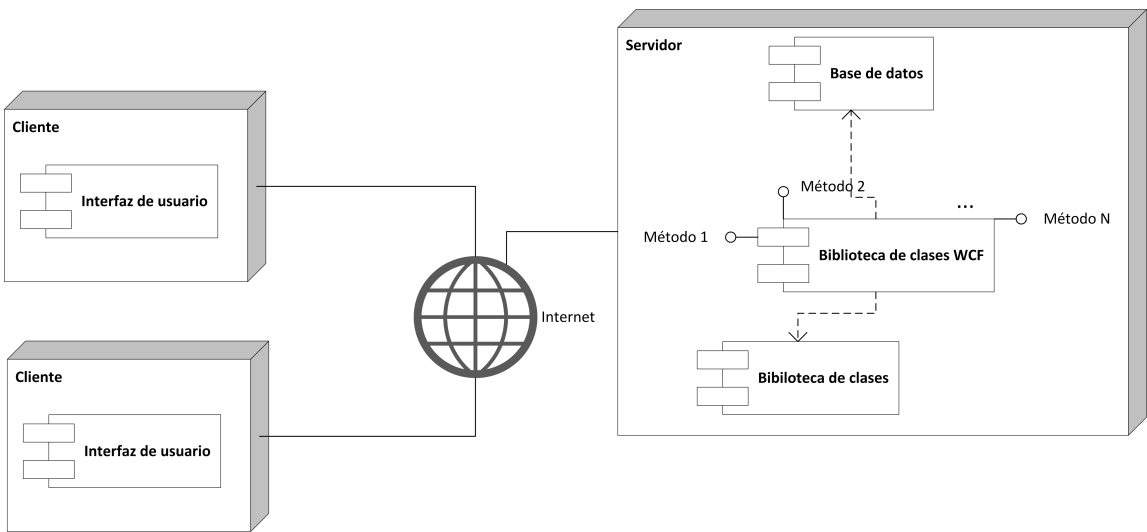 Servidor
Base de datos
Cliente
Interfaz de usuario
Método 2
...
Método 1
Método N
Biblioteca de clases WCF
Internet
Cliente
Bibiloteca de clases
Interfaz de usuario